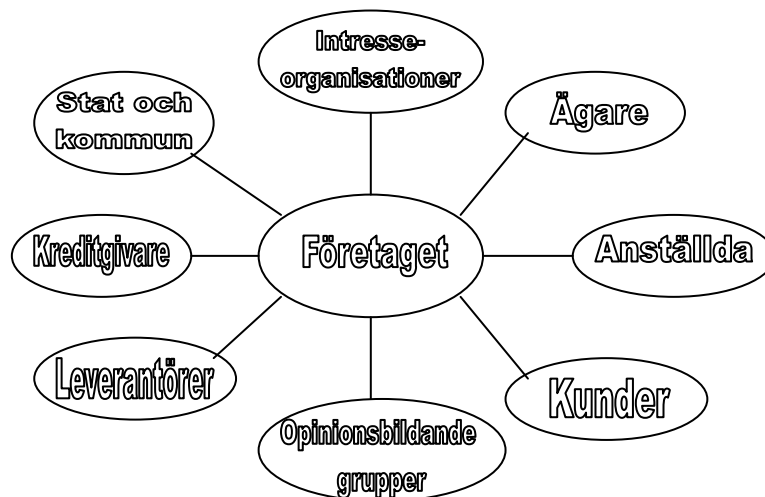 Intresse-
organisationer
Stat och
kommun
Ägare
Kreditgivare
Företaget
Anställda
Leverantörer
Kunder
Opinionsbildande
grupper